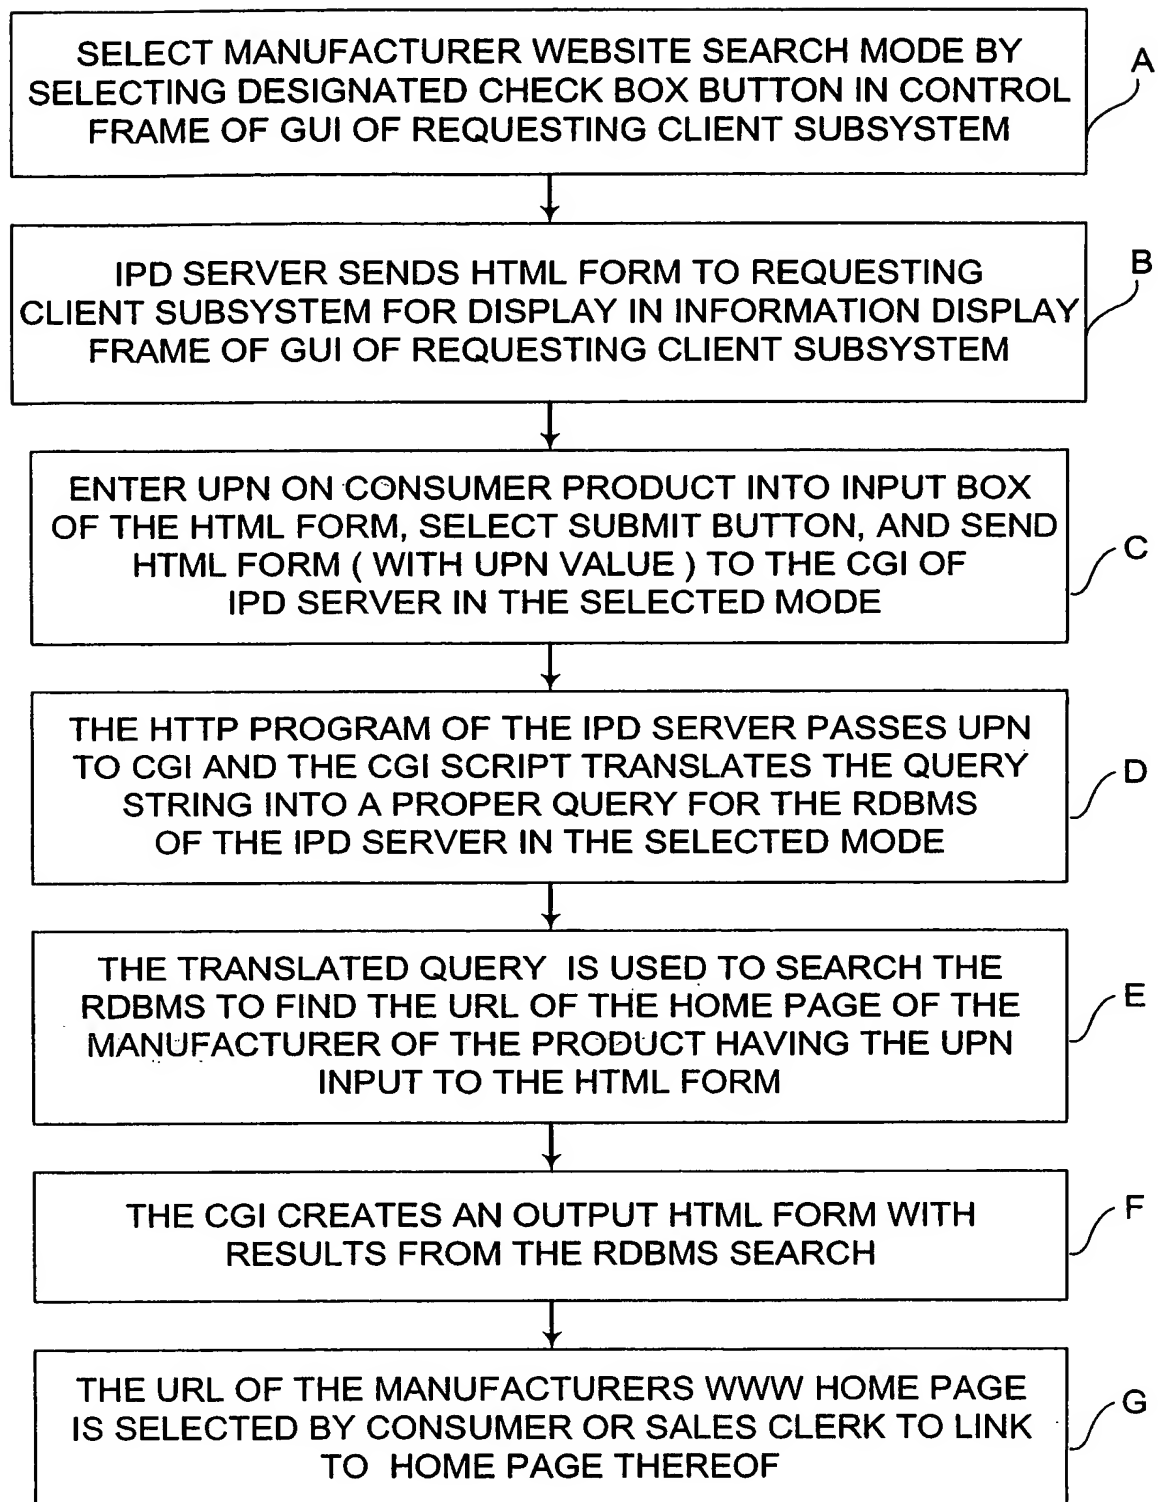 SELECT MANUFACTURER WEBSITE SEARCH MODE BY
SELECTING DESIGNATED CHECK BOX BUTTON IN CONTROL
FRAME OF GUI OF REQUESTING CLIENT SUBSYSTEM
A
IPD SERVER SENDS HTML FORM TO REQUESTING
CLIENT SUBSYSTEM FOR DISPLAY IN INFORMATION DISPLAY
FRAME OF GUI OF REQUESTING CLIENT SUBSYSTEM
B
ENTER UPN ON CONSUMER PRODUCT INTO INPUT BOX
OF THE HTML FORM, SELECT SUBMIT BUTTON, AND SEND
HTML FORM ( WITH UPN VALUE ) TO THE CGI OF
IPD SERVER IN THE SELECTED MODE
C
THE HTTP PROGRAM OF THE IPD SERVER PASSES UPN
TO CGI AND THE CGI SCRIPT TRANSLATES THE QUERY
STRING INTO A PROPER QUERY FOR THE RDBMS
OF THE IPD SERVER IN THE SELECTED MODE
D
THE TRANSLATED QUERY IS USED TO SEARCH THE
RDBMS TO FIND THE URL OF THE HOME PAGE OF THE
MANUFACTURER OF THE PRODUCT HAVING THE UPN
INPUT TO THE HTML FORM
E
THE CGI CREATES AN OUTPUT HTML FORM WITH
RESULTS FROM THE RDBMS SEARCH
F
THE URL OF THE MANUFACTURERS WWW HOME PAGE
IS SELECTED BY CONSUMER OR SALES CLERK TO LINK
TO HOME PAGE THEREOF
G